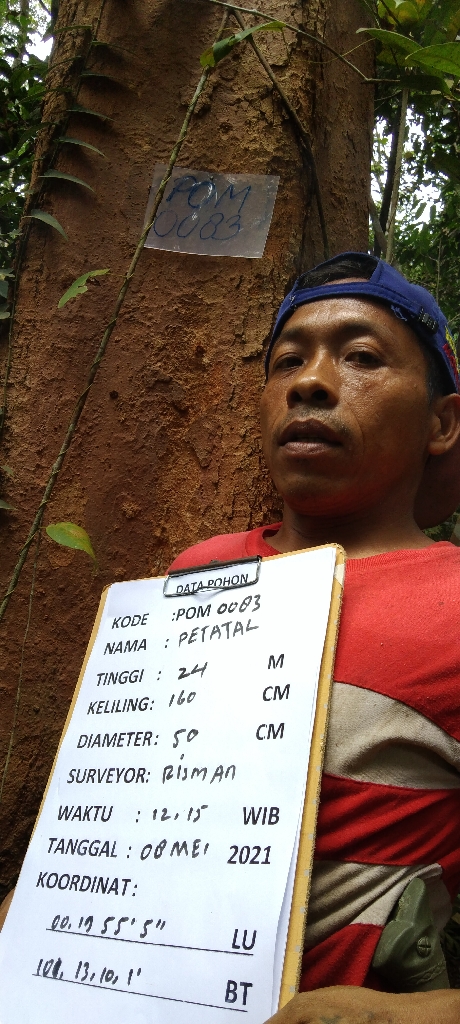 POM
0083
DATA POHON
KODE :POM 0083
NAMA : PETATAL
TINGGI : 24 M
KELILING: 160 CM
DIAMETER: 50 CM
SURVEYOR: RISMAN
WAKTU : 12.15 WIB
TANGGAL : 08 MEI 2021
KOORDINAT:
00.19 55' 5" LU
101.13.10,1' BT